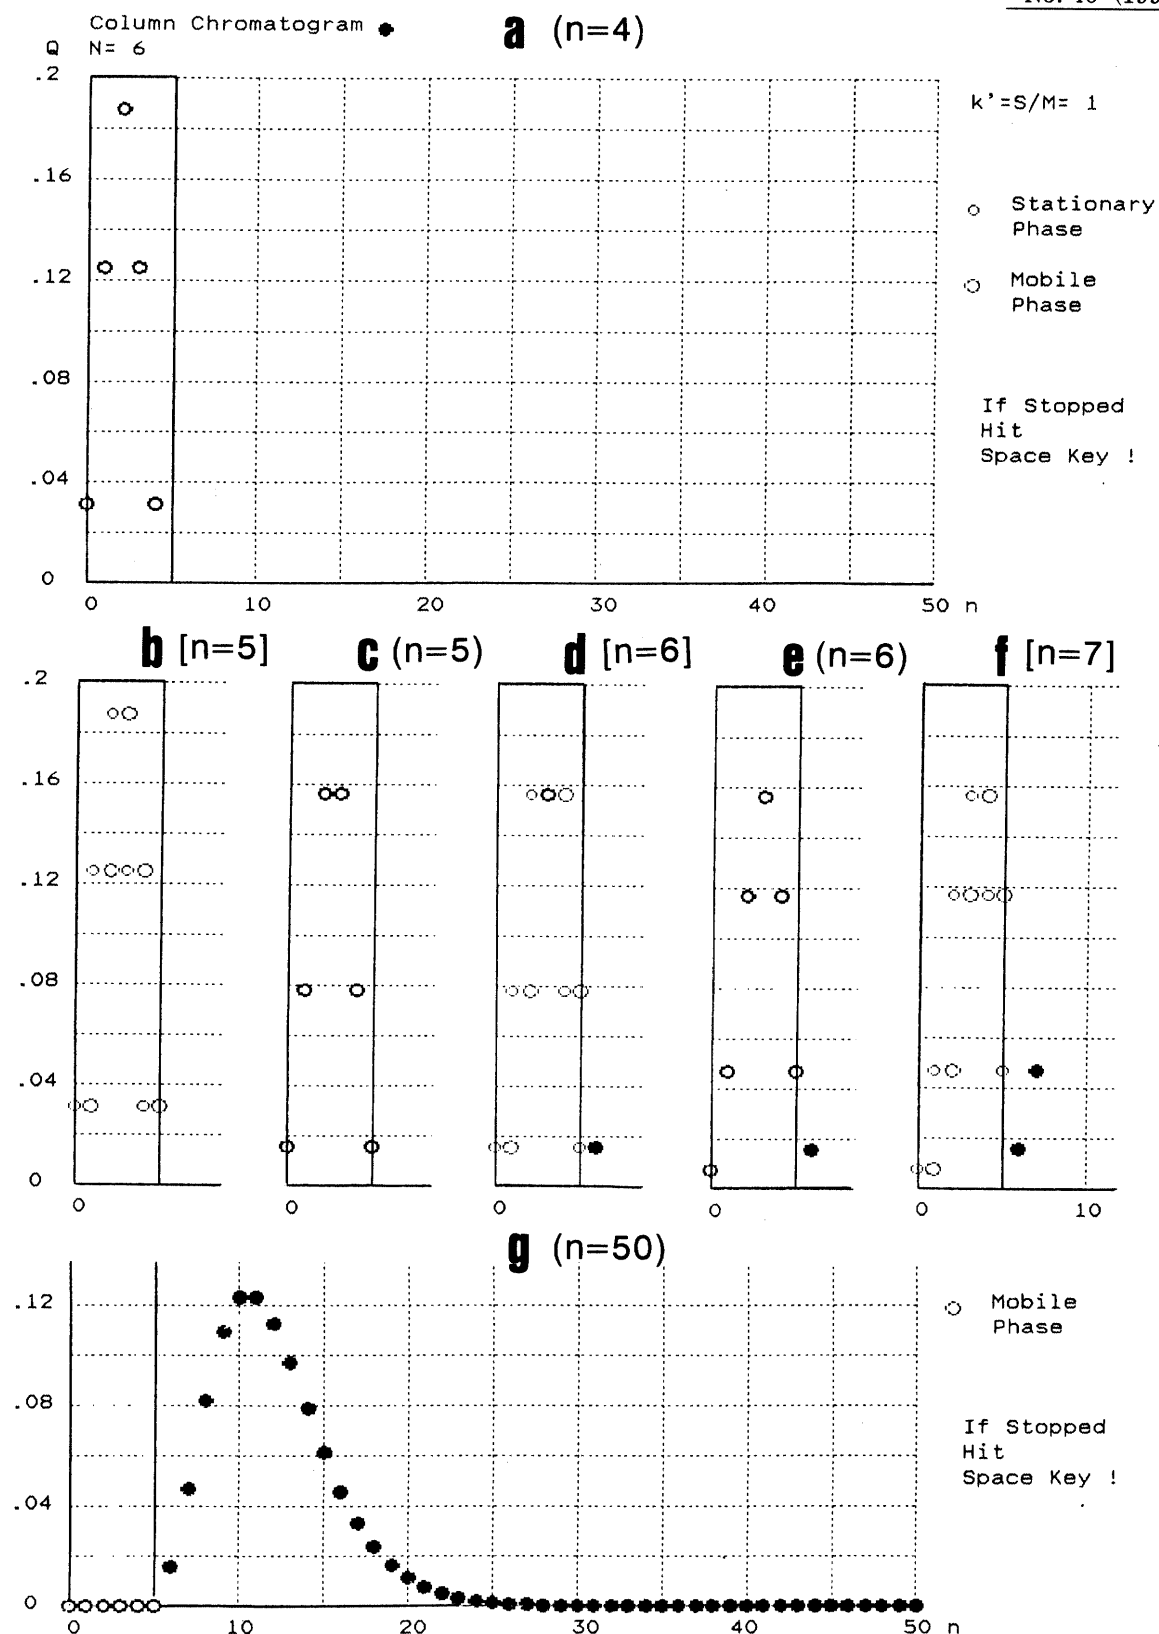 Column Chromatogram
a (n=4)
Q N= 6
.2
k'=S/M= 1
.16
Stationary
Phase
.12
Mobile
Phase
.08
If Stopped
Hit
Space Key !
.04
0
0 10 20 30 40 50 n
b [n=5] c (n=5) d [n=6] e (n=6) f [n=7]
.2
.16
.12
.08
.04
0
0 0 0 0 0 10
g (n=50)
.12
Mobile
Phase
.08
If Stopped
Hit
Space Key !
.04
0
0 10 20 30 40 50 n